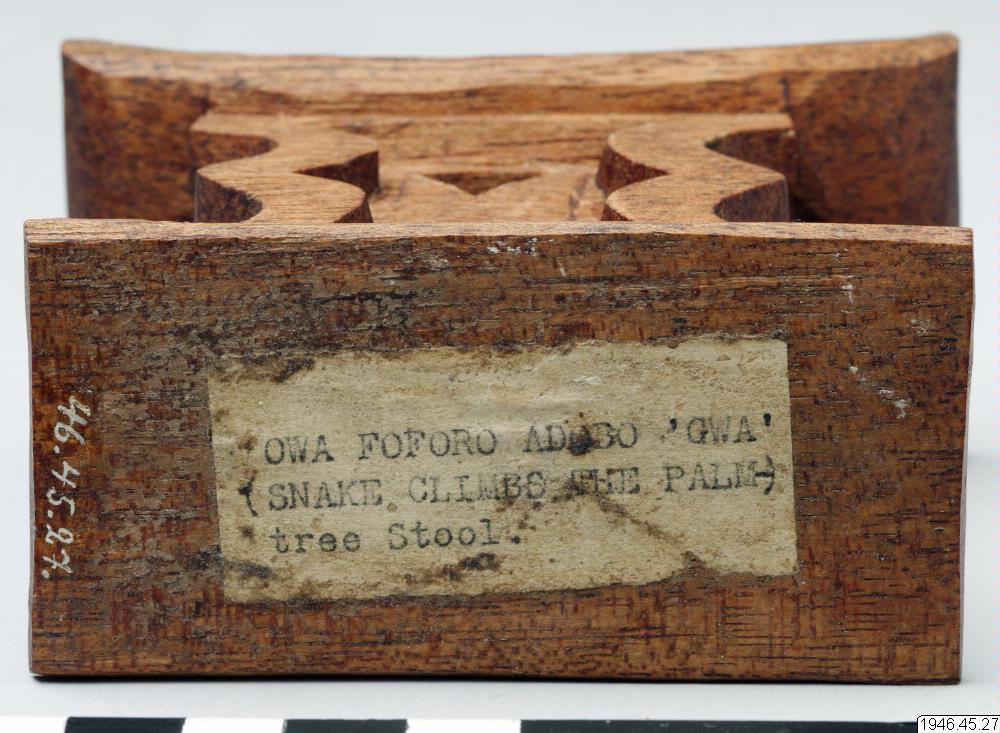 OWA FOFORO ADOBO 'GWA'
(SNAKE CLIMBS THE PALM-)
tree Stool.
46.45.27.
1946.45.27